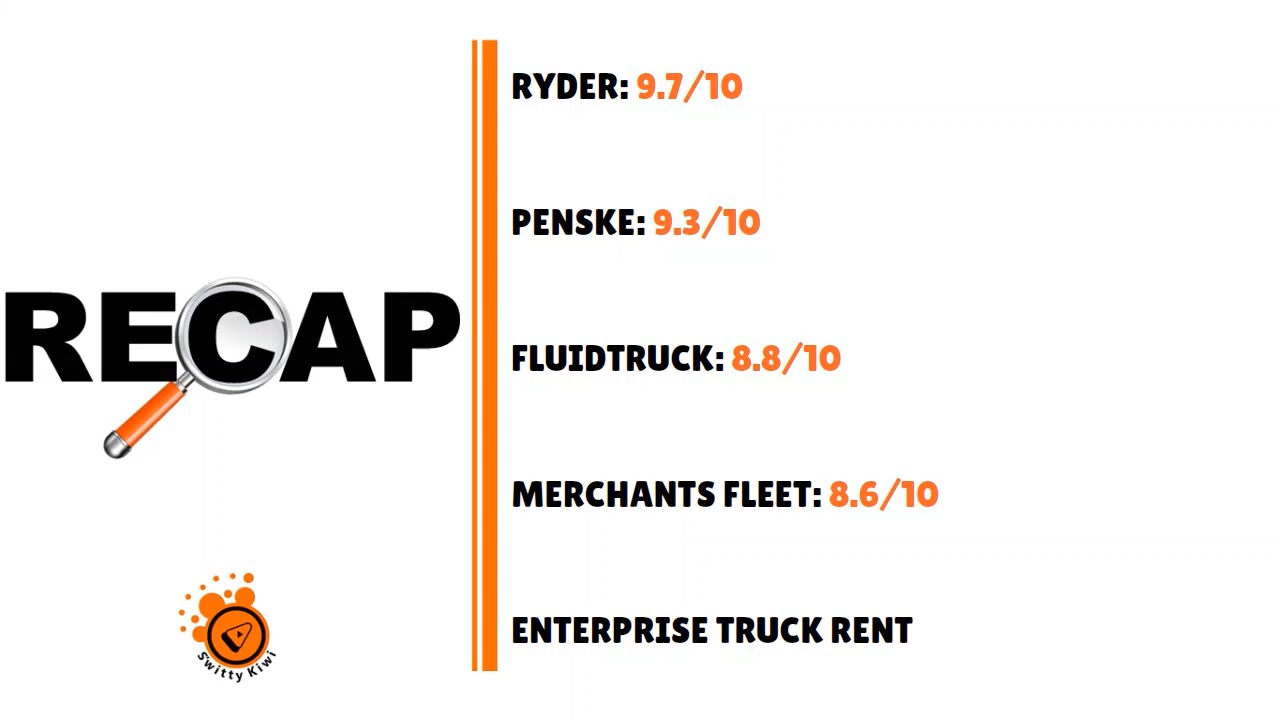 RECAP
RYDER: 9.7/10
PENSKE: 9.3/10
FLUIDTRUCK: 8.8/10
MERCHANTS FLEET: 8.6/10
ENTERPRISE TRUCK RENT
Switty Kiwi